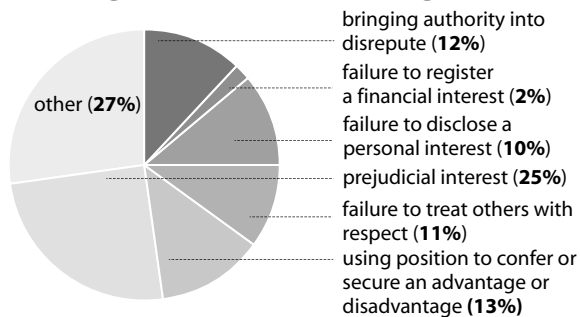 bringing authority into
disrepute (12%)
failure to register
a financial interest (2%)
other (27%)
failure to disclose a
personal interest (10%)
prejudicial interest (25%)
failure to treat others with
respect (11%)
using position to confer or
secure an advantage or
disadvantage (13%)